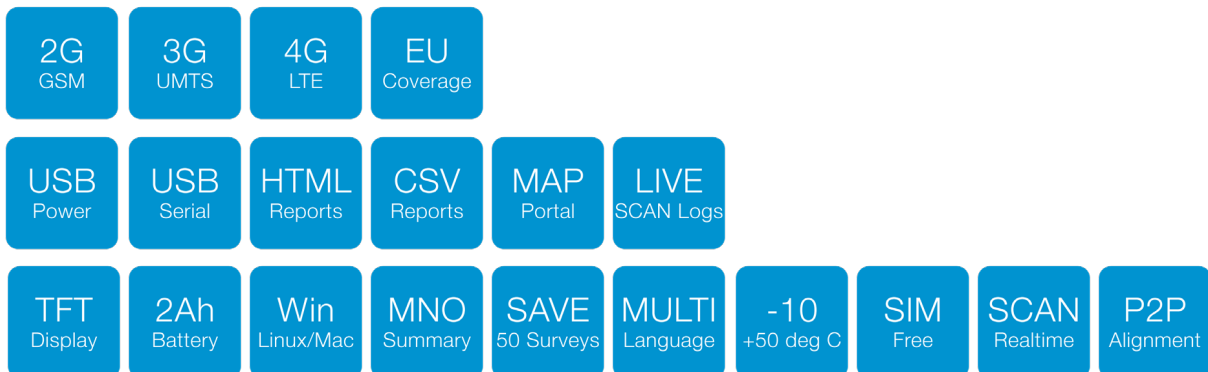 2G
GSM
3G
UMTS
4G
LTE
EU
Coverage
USB
Power
USB
Serial
HTML
Reports
CSV
Reports
MAP
Portal
LIVE
SCAN Logs
TFT
Display
2Ah
Battery
Win
Linux/Mac
MNO
Summary
SAVE
50 Surveys
MULTI
Language
-10
+50 deg C
SIM
Free
SCAN
Realtime
P2P
Alignment